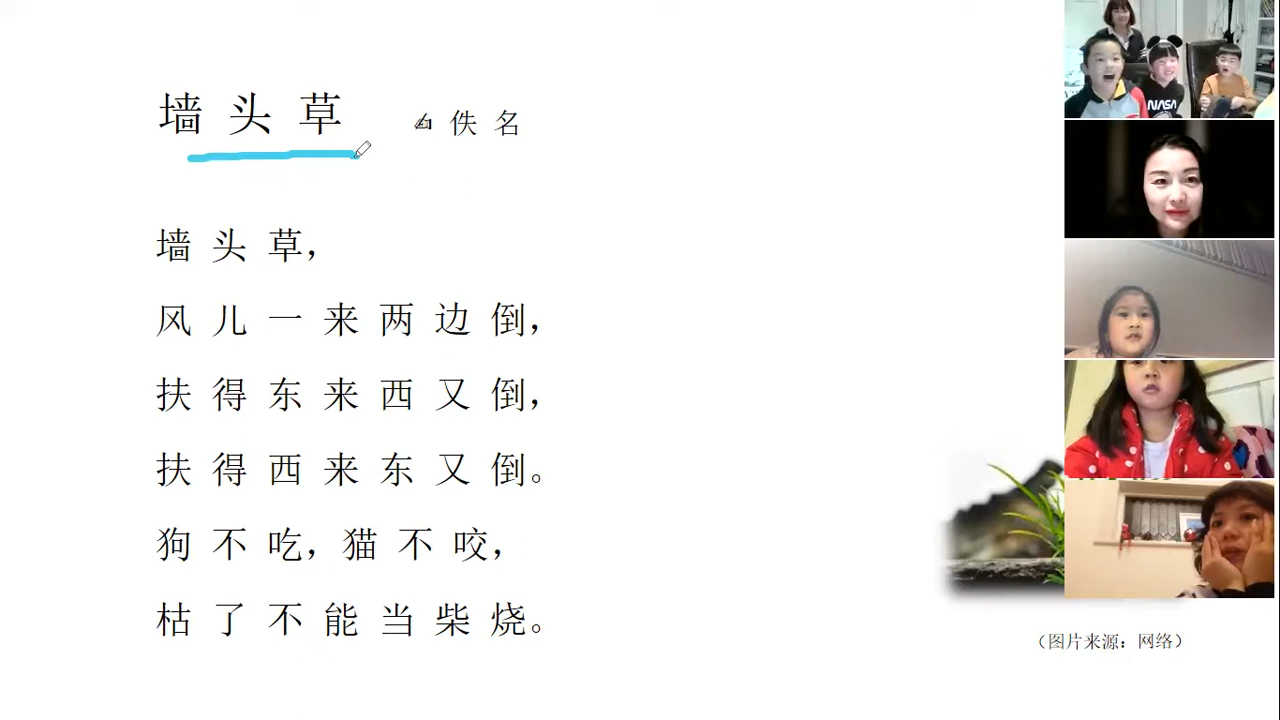 墙头草 ✍佚名
墙头草，
风儿一来两边倒，
扶得东来西又倒，
扶得西来东又倒。
狗不吃，猫不咬，
枯了不能当柴烧。
（图片来源：网络）
NASA